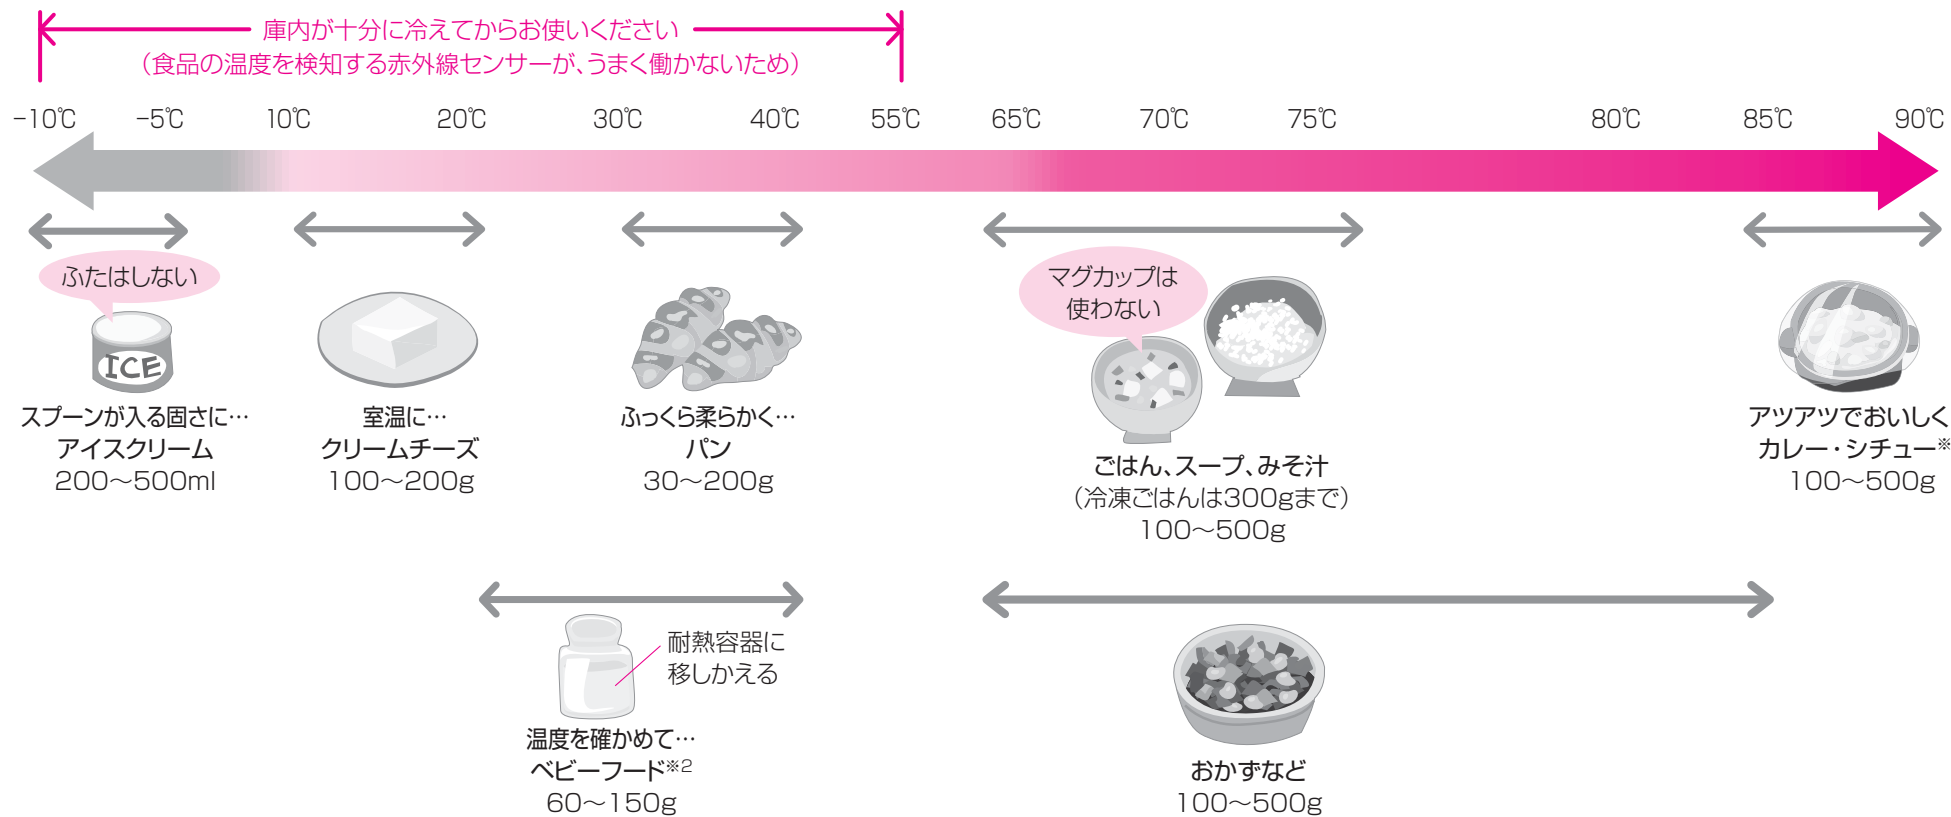 庫内が十分に冷えてからお使いください
（食品の温度を検知する赤外線センサーが、うまく働かないため）
−10℃ −5℃ 10℃ 20℃ 30℃ 40℃ 55℃ 65℃ 70℃ 75℃ 80℃ 85℃ 90℃
ふたはしない
ICE
スプーンが入る固さに…
アイスクリーム
200〜500ml
室温に…
クリームチーズ
100〜200g
ふっくら柔らかく…
パン
30〜200g
マグカップは
使わない
ごはん、スープ、みそ汁
（冷凍ごはんは300gまで）
100〜500g
アツアツでおいしく
カレー・シチュー※
100〜500g
耐熱容器に
移しかえる
温度を確かめて…
ベビーフード※2
60〜150g
おかずなど
100〜500g